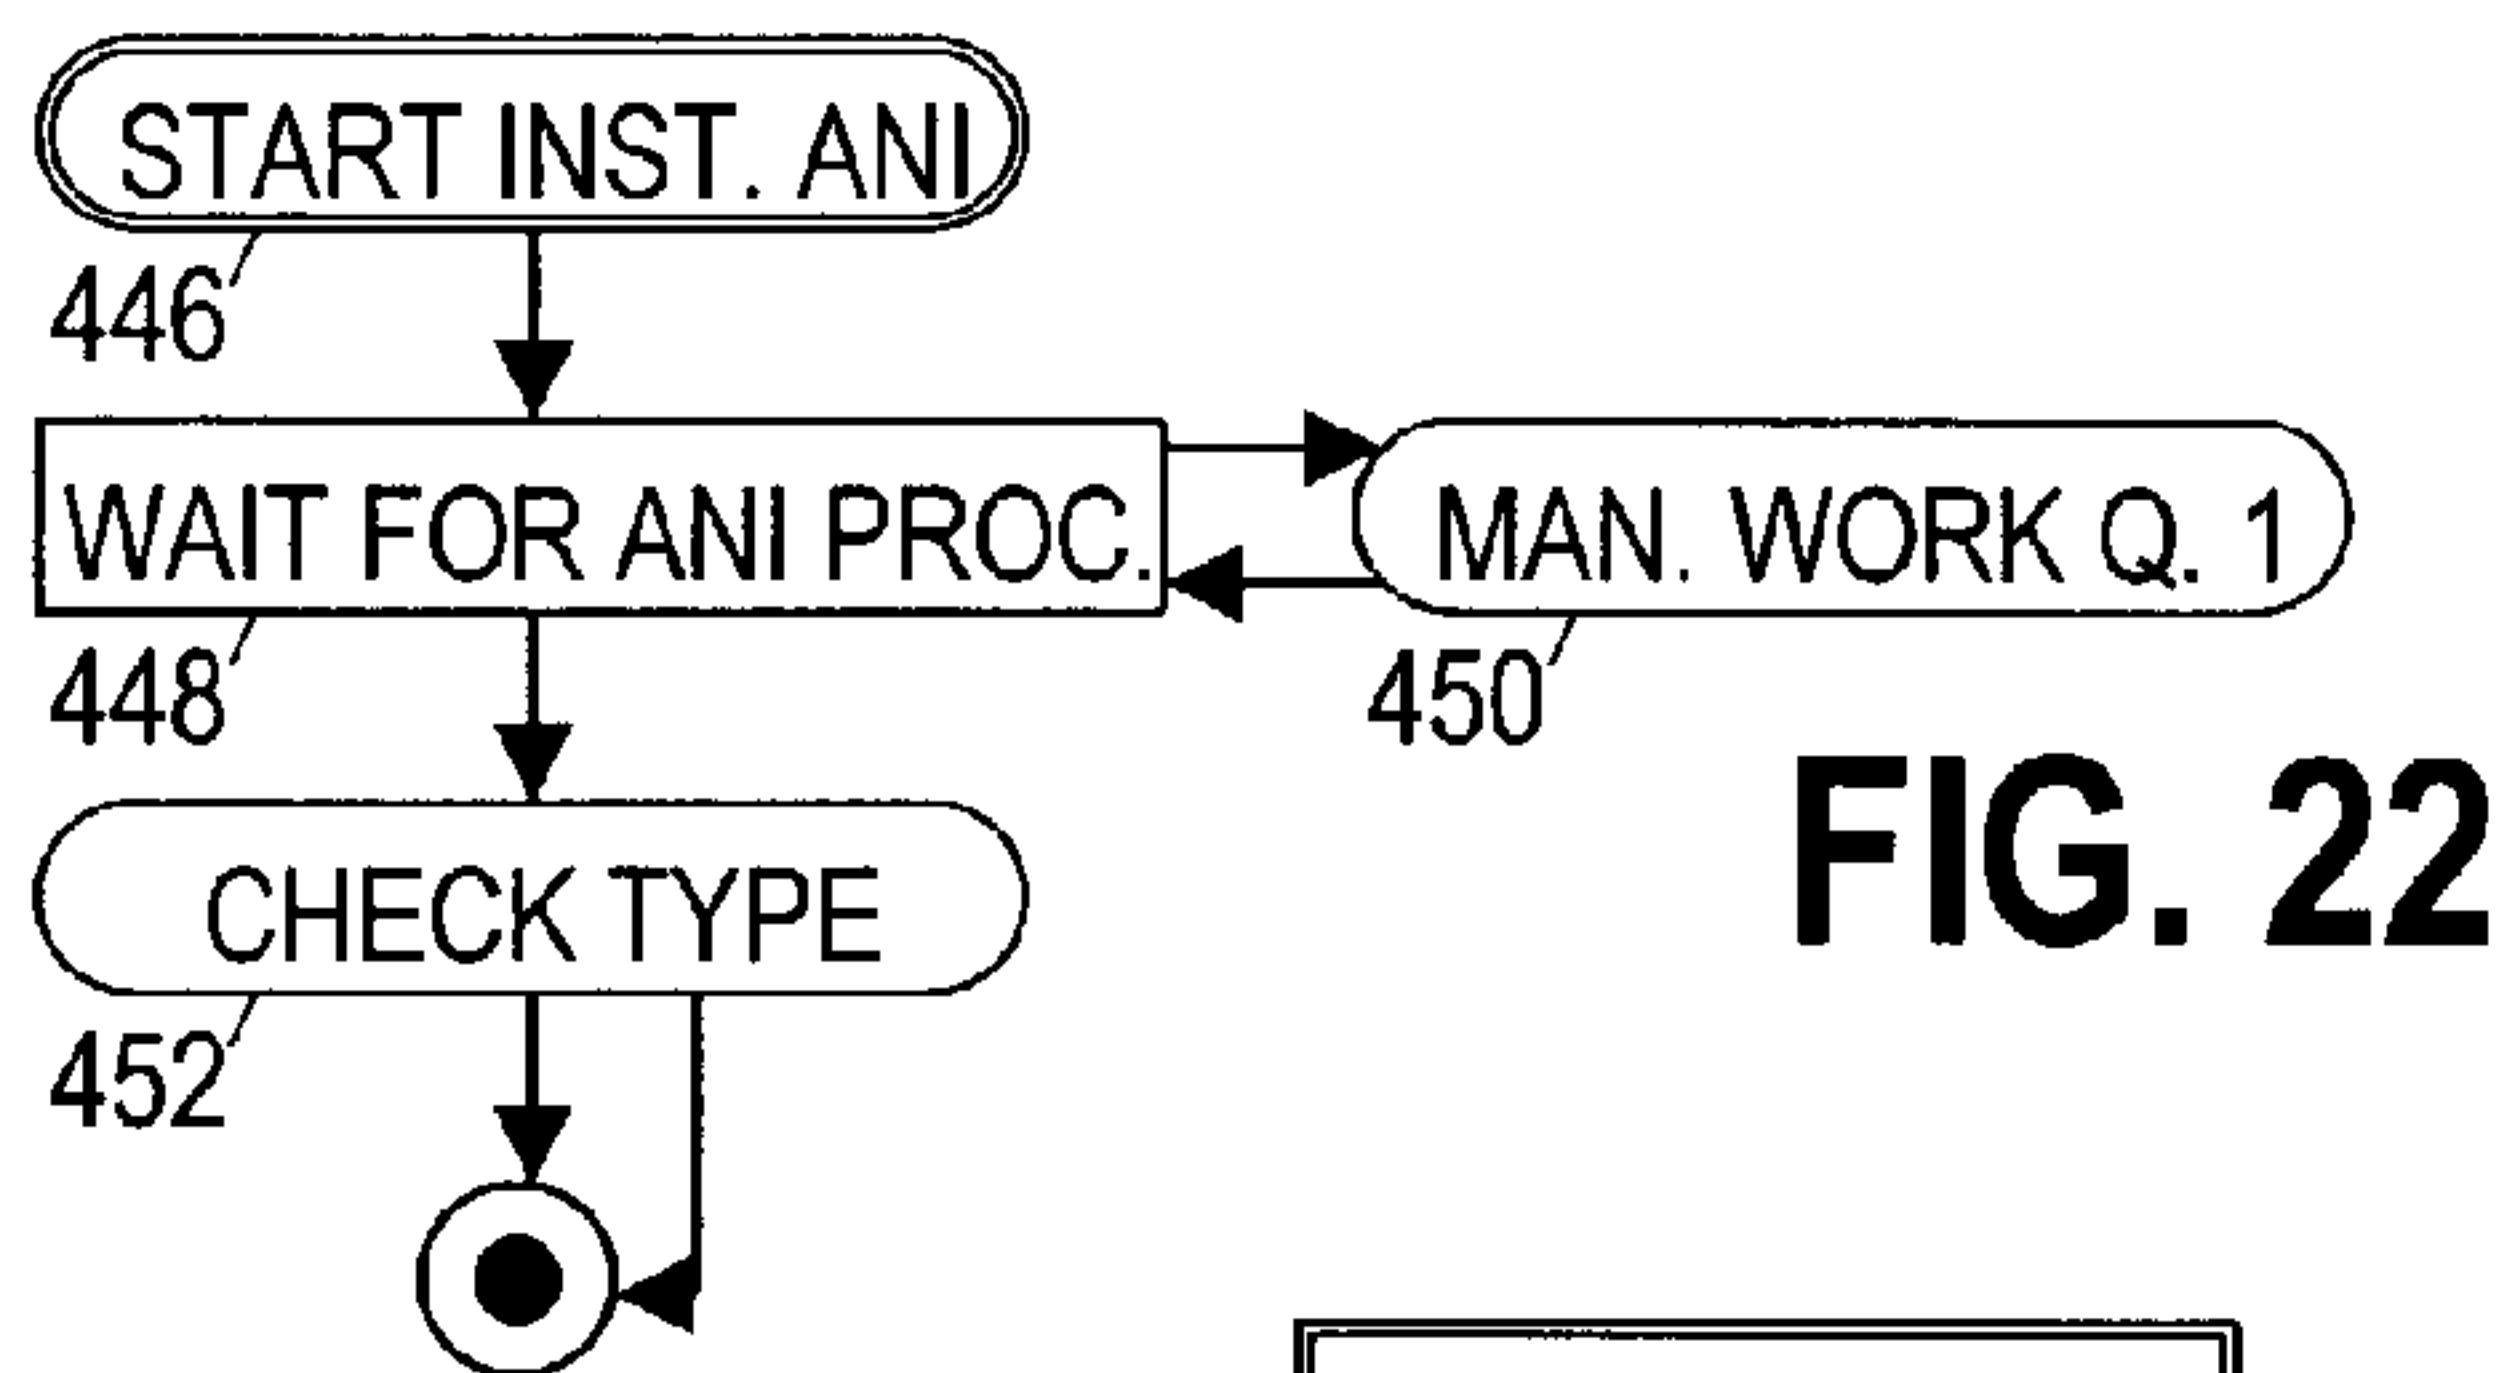 START INST. ANI
446
WAIT FOR ANI PROC.
MAN. WORK Q. 1
448
450
FIG. 22
CHECK TYPE
452